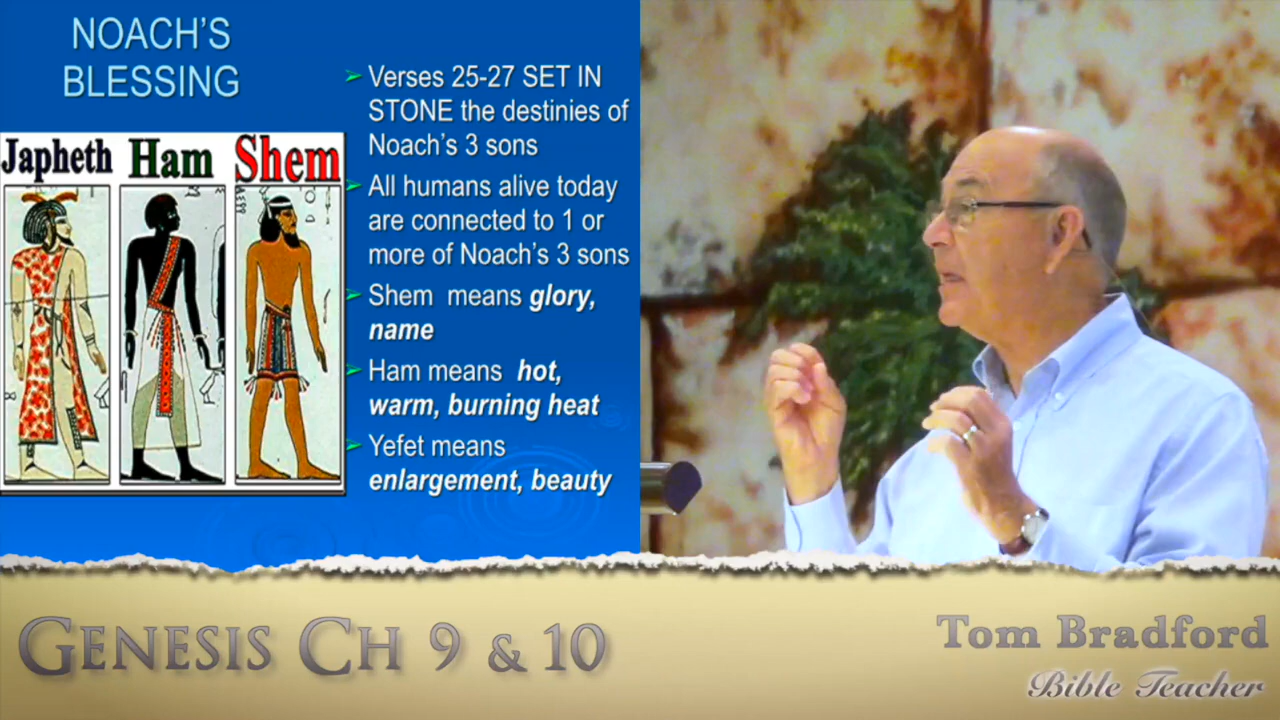 NOACH'S
BLESSING
Japheth Ham Shem
➢ Verses 25-27 SET IN
STONE the destinies of
Noach's 3 sons
➢ All humans alive today
are connected to 1 or
more of Noach's 3 sons
➢ Shem means glory,
name
➢ Ham means hot,
warm, burning heat
➢ Yefet means
enlargement, beauty
GENESIS CH 9 & 10
Tom Bradford
Bible Teacher